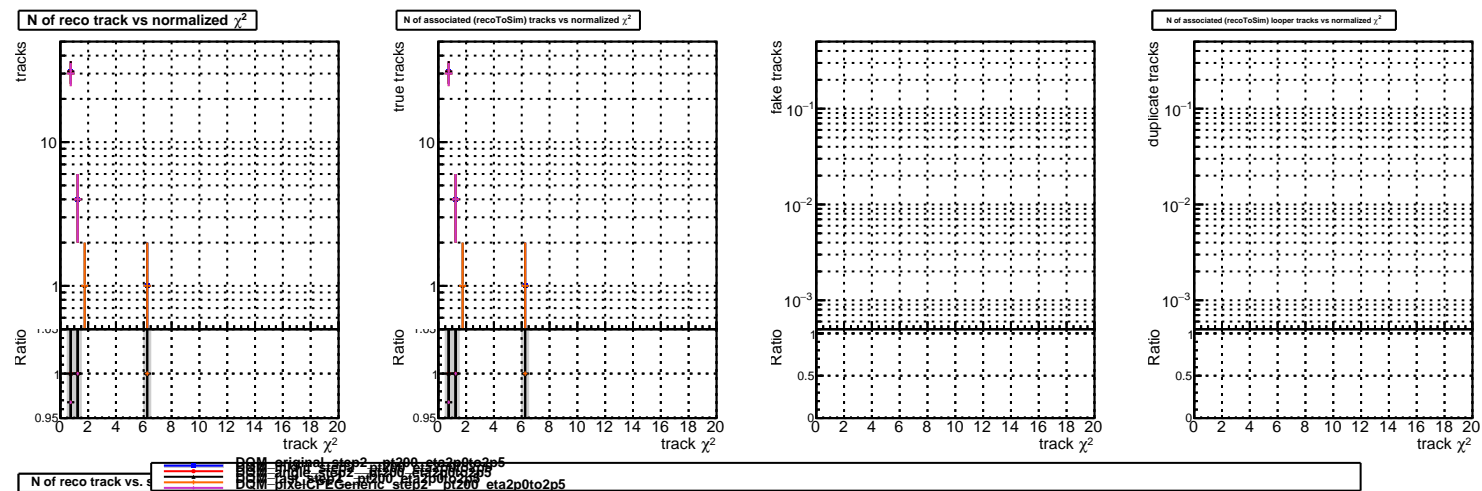 N of reco track vs normalized χ²
N of associated (recoToSim) tracks vs normalized χ²
N of associated (recoToSim) looper tracks vs normalized χ²
tracks
10
1
Ratio
1.05
1
0.95
0 2 4 6 8 10 12 14 16 18 20
track χ²
true tracks
10
1
Ratio
1.05
1
0.95
0 2 4 6 8 10 12 14 16 18 20
track χ²
fake tracks
10⁻¹
10⁻²
10⁻³
Ratio
1
0.5
0
0 2 4 6 8 10 12 14 16 18 20
track χ²
duplicate tracks
10⁻¹
10⁻²
10⁻³
Ratio
1
0.5
0
0 2 4 6 8 10 12 14 16 18 20
track χ²
DQM_original_step2__pt200_eta2p0to2p5
DQM_angle_step2__pt200_eta2p0to2p5
DQM_fast_step2__pt200_eta2p0to2p5
DQM_pixelCPEGeneric_step2__pt200_eta2p0to2p5
N of reco track vs.